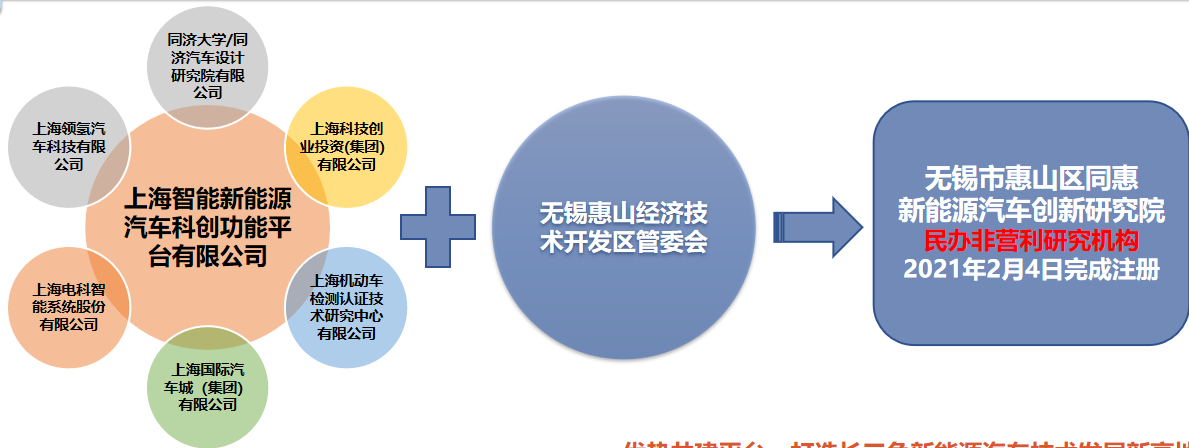 同济大学/同
济汽车设计
研究院有限
公司
上海领氢汽
车科技有限
公司
上海科技创
业投资(集团)
有限公司
上海智能新能源
汽车科创功能平
台有限公司
上海电科智
能系统股份
有限公司
上海机动车
检测认证技
术研究中心
有限公司
上海国际汽
车城（集团）
有限公司
无锡惠山经济技
术开发区管委会
无锡市惠山区同惠
新能源汽车创新研究院
民办非营利研究机构
2021年2月4日完成注册